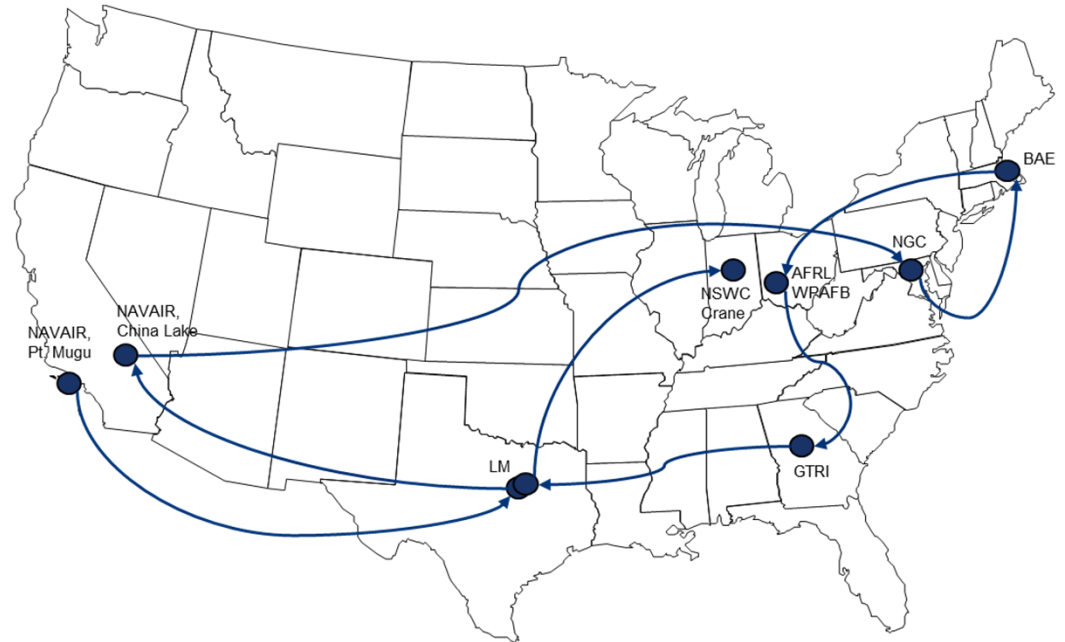 BAE
NGC
AFRL
WPAFB
NSWC
Crane
NAVAIR,
China Lake
NAVAIR,
Pt. Mugu
LM
GTRI